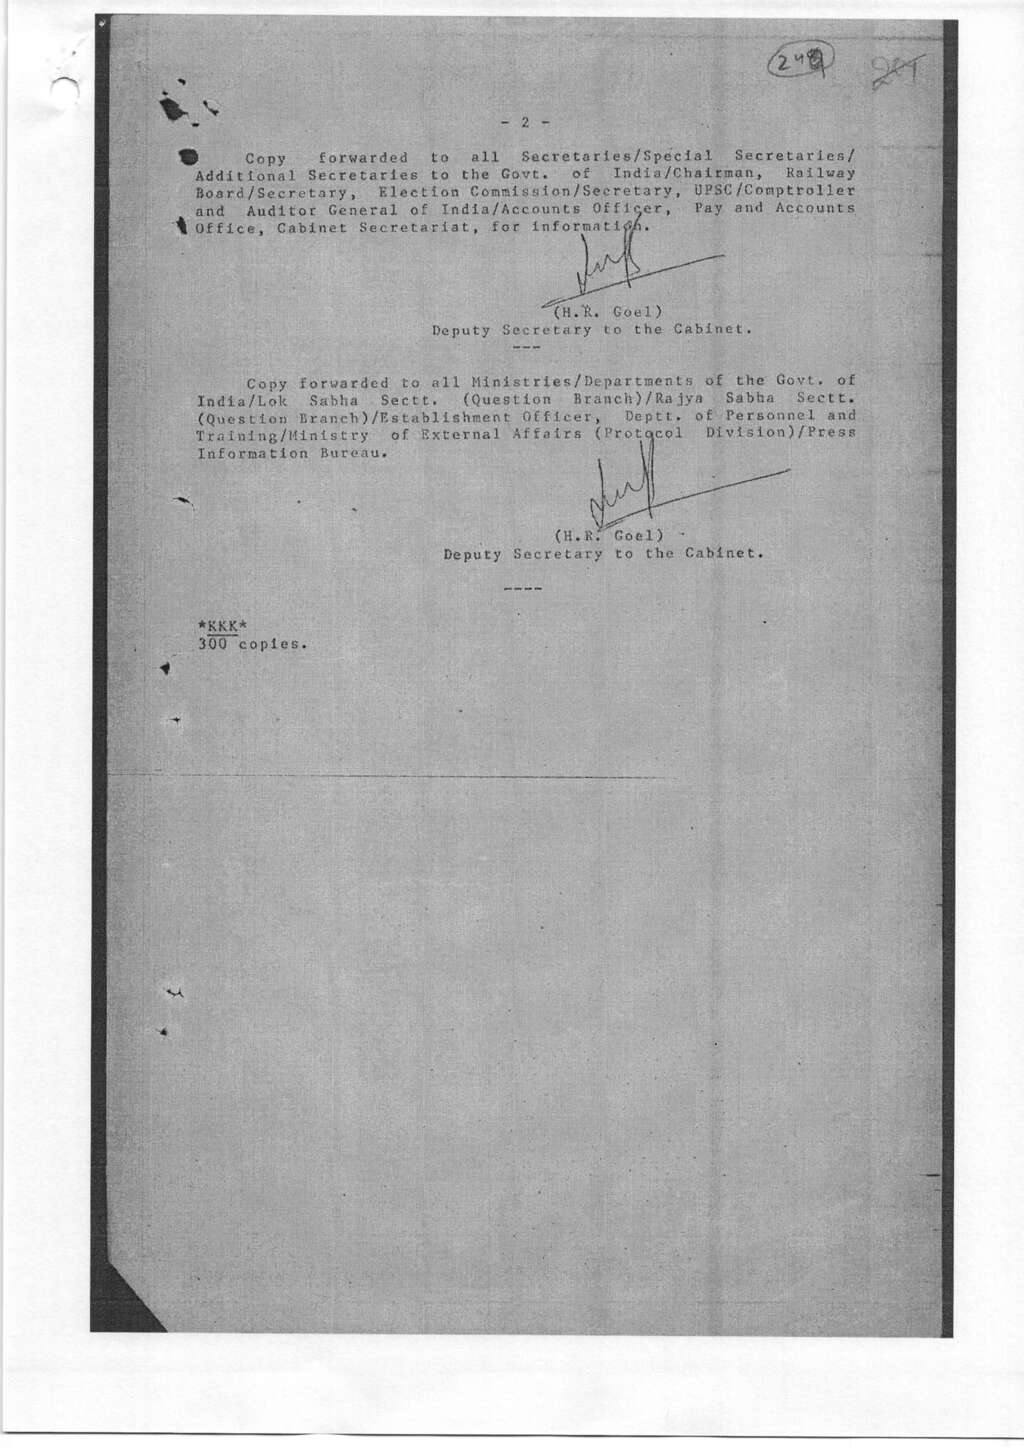 - 2 -
Copy forwarded to all Secretaries/Special Secretaries/
Additional Secretaries to the Govt. of India/Chairman, Railway
Board/Secretary, Election Commission/Secretary, UPSC/Comptroller
and Auditor General of India/Accounts Officer, Pay and Accounts
Office, Cabinet Secretariat, for information.
(H.R. Goel)
Deputy Secretary to the Cabinet.
---
Copy forwarded to all Ministries/Departments of the Govt. of
India/Lok Sabha Sectt. (Question Branch)/Rajya Sabha Sectt.
(Question Branch)/Establishment Officer, Deptt. of Personnel and
Training/Ministry of External Affairs (Protocol Division)/Press
Information Bureau.
(H.R. Goel)
Deputy Secretary to the Cabinet.
----
*KKK*
300 copies.